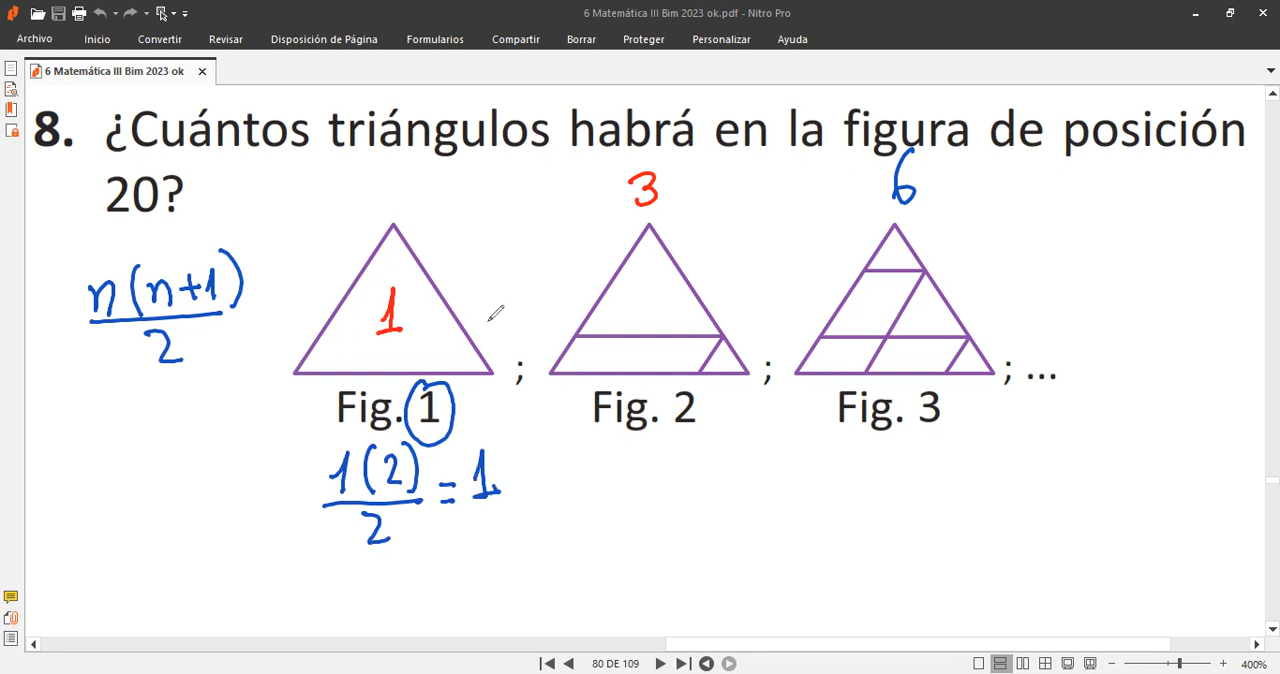 6 Matemática III Bim 2023 ok.pdf - Nitro Pro
Archivo Inicio Convertir Revisar Disposición de Página Formularios Compartir Borrar Proteger Personalizar Ayuda
6 Matemática III Bim 2023 ok
8. ¿Cuántos triángulos habrá en la figura de posición
20?
3
6
n(n+1)
2
1
; ; ; ...
Fig. 1 Fig. 2 Fig. 3
1(2) = 1
2
80 DE 109
400%